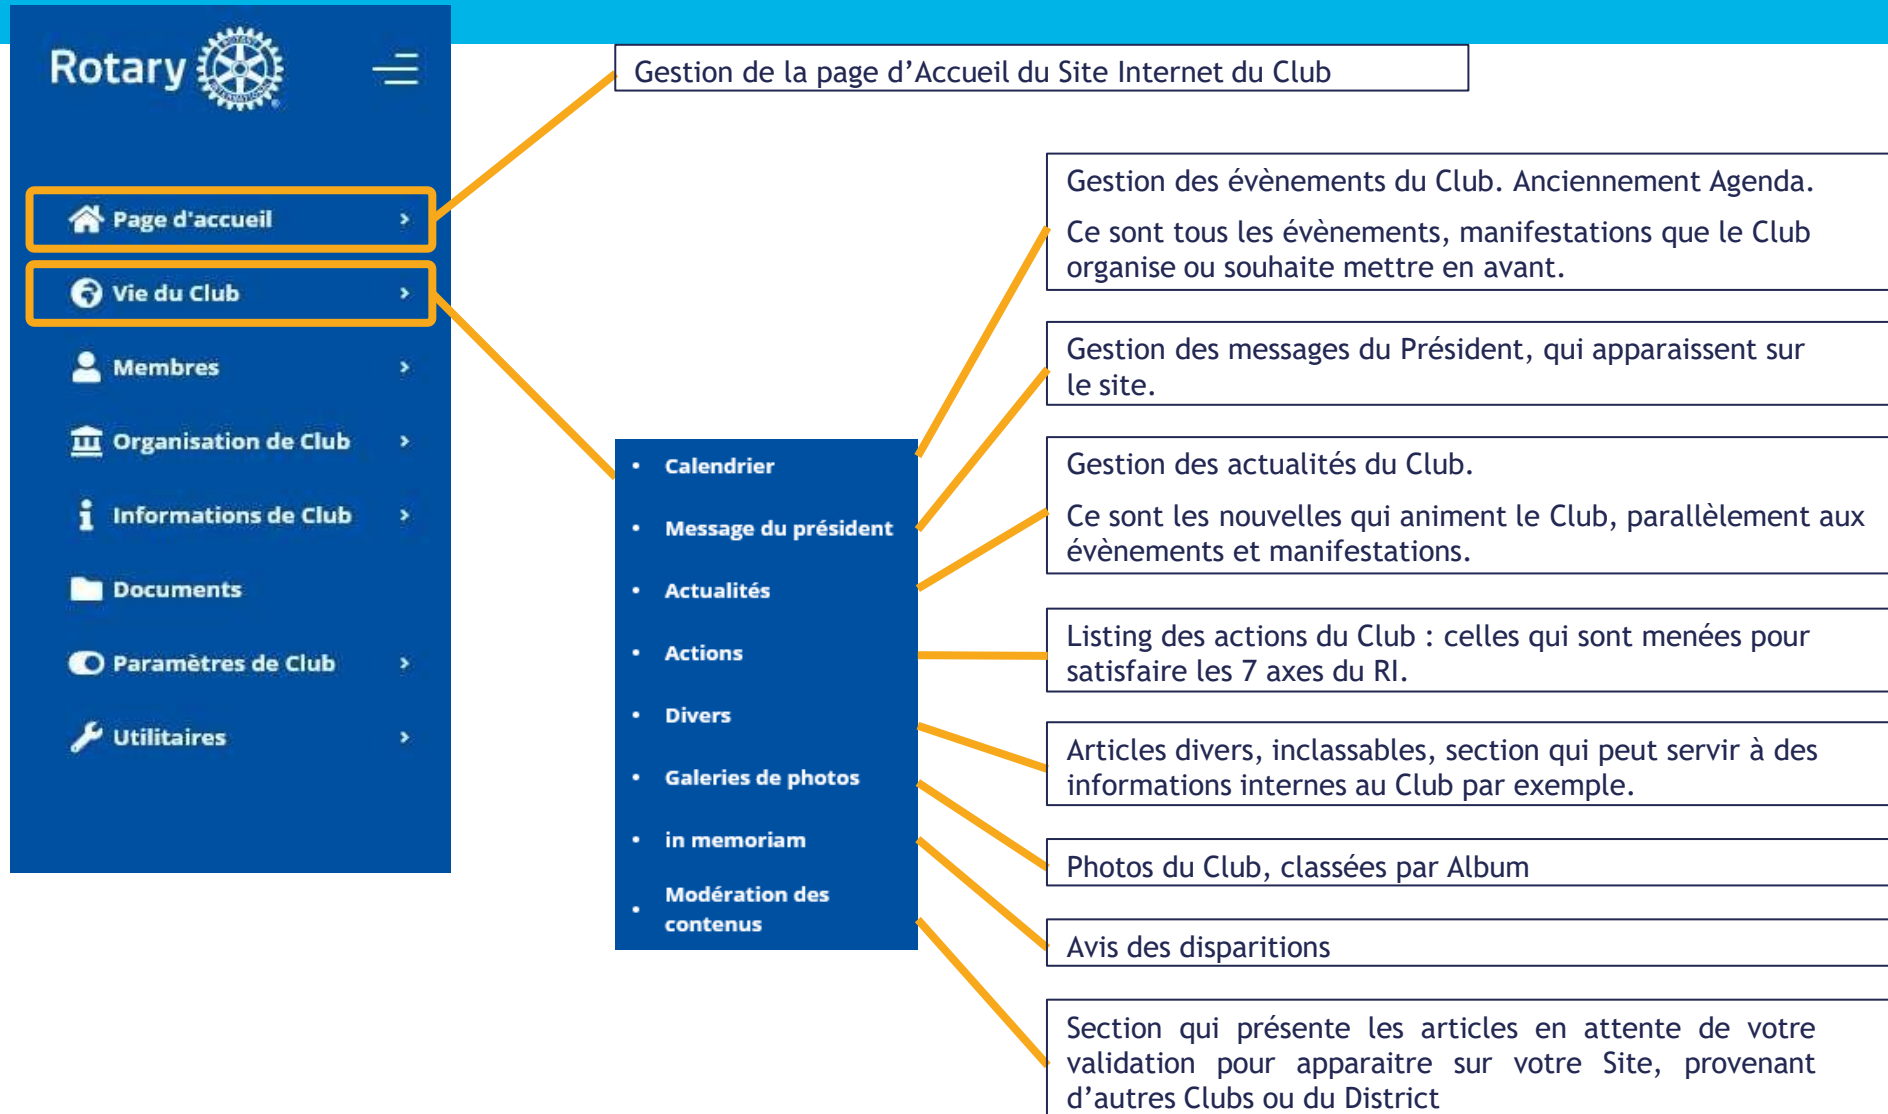 Rotary
Page d'accueil
Vie du Club
Membres
Organisation de Club
Informations de Club
Documents
Paramètres de Club
Utilitaires
Gestion de la page d’Accueil du Site Internet du Club
Calendrier
Message du président
Actualités
Actions
Divers
Galeries de photos
in memoriam
Modération des
contenus
Gestion des évènements du Club. Anciennement Agenda.
Ce sont tous les évènements, manifestations que le Club
organise ou souhaite mettre en avant.
Gestion des messages du Président, qui apparaissent sur
le site.
Gestion des actualités du Club.
Ce sont les nouvelles qui animent le Club, parallèlement aux
évènements et manifestations.
Listing des actions du Club : celles qui sont menées pour
satisfaire les 7 axes du RI.
Articles divers, inclassables, section qui peut servir à des
informations internes au Club par exemple.
Photos du Club, classées par Album
Avis des disparitions
Section qui présente les articles en attente de votre
validation pour apparaitre sur votre Site, provenant
d’autres Clubs ou du District